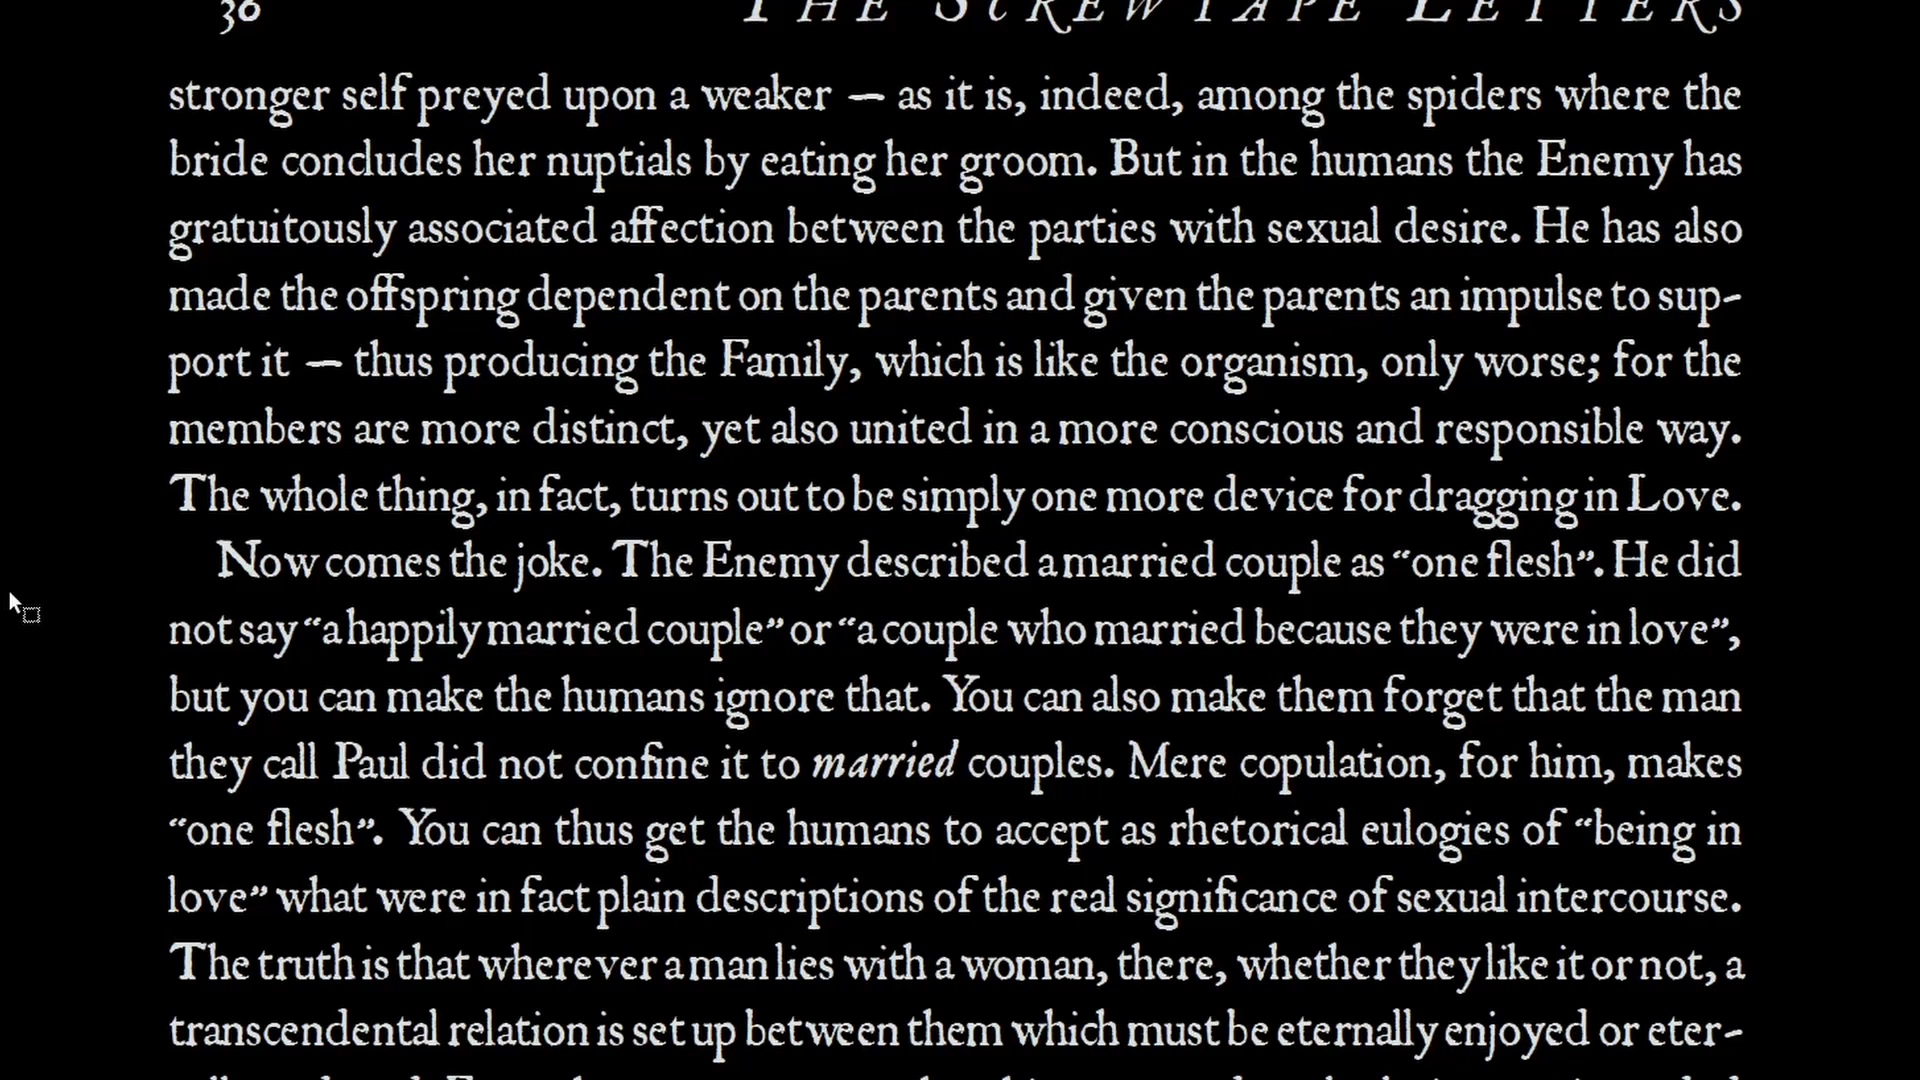 36 THE SCREWTAPE LETTERS
stronger self preyed upon a weaker — as it is, indeed, among the spiders where the
bride concludes her nuptials by eating her groom. But in the humans the Enemy has
gratuitously associated affection between the parties with sexual desire. He has also
made the offspring dependent on the parents and given the parents an impulse to sup-
port it — thus producing the Family, which is like the organism, only worse; for the
members are more distinct, yet also united in a more conscious and responsible way.
The whole thing, in fact, turns out to be simply one more device for dragging in Love.
Now comes the joke. The Enemy described a married couple as “one flesh”. He did
not say “a happily married couple” or “a couple who married because they were in love”,
but you can make the humans ignore that. You can also make them forget that the man
they call Paul did not confine it to married couples. Mere copulation, for him, makes
“one flesh”. You can thus get the humans to accept as rhetorical eulogies of “being in
love” what were in fact plain descriptions of the real significance of sexual intercourse.
The truth is that wherever a man lies with a woman, there, whether they like it or not, a
transcendental relation is set up between them which must be eternally enjoyed or eter-